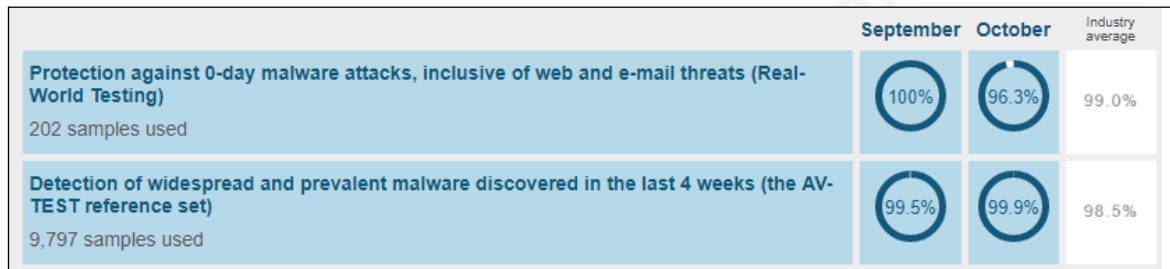 September October Industry average
Protection against 0-day malware attacks, inclusive of web and e-mail threats (Real-
World Testing)
202 samples used
100% 96.3% 99.0%
Detection of widespread and prevalent malware discovered in the last 4 weeks (the AV-
TEST reference set)
9,797 samples used
99.5% 99.9% 98.5%